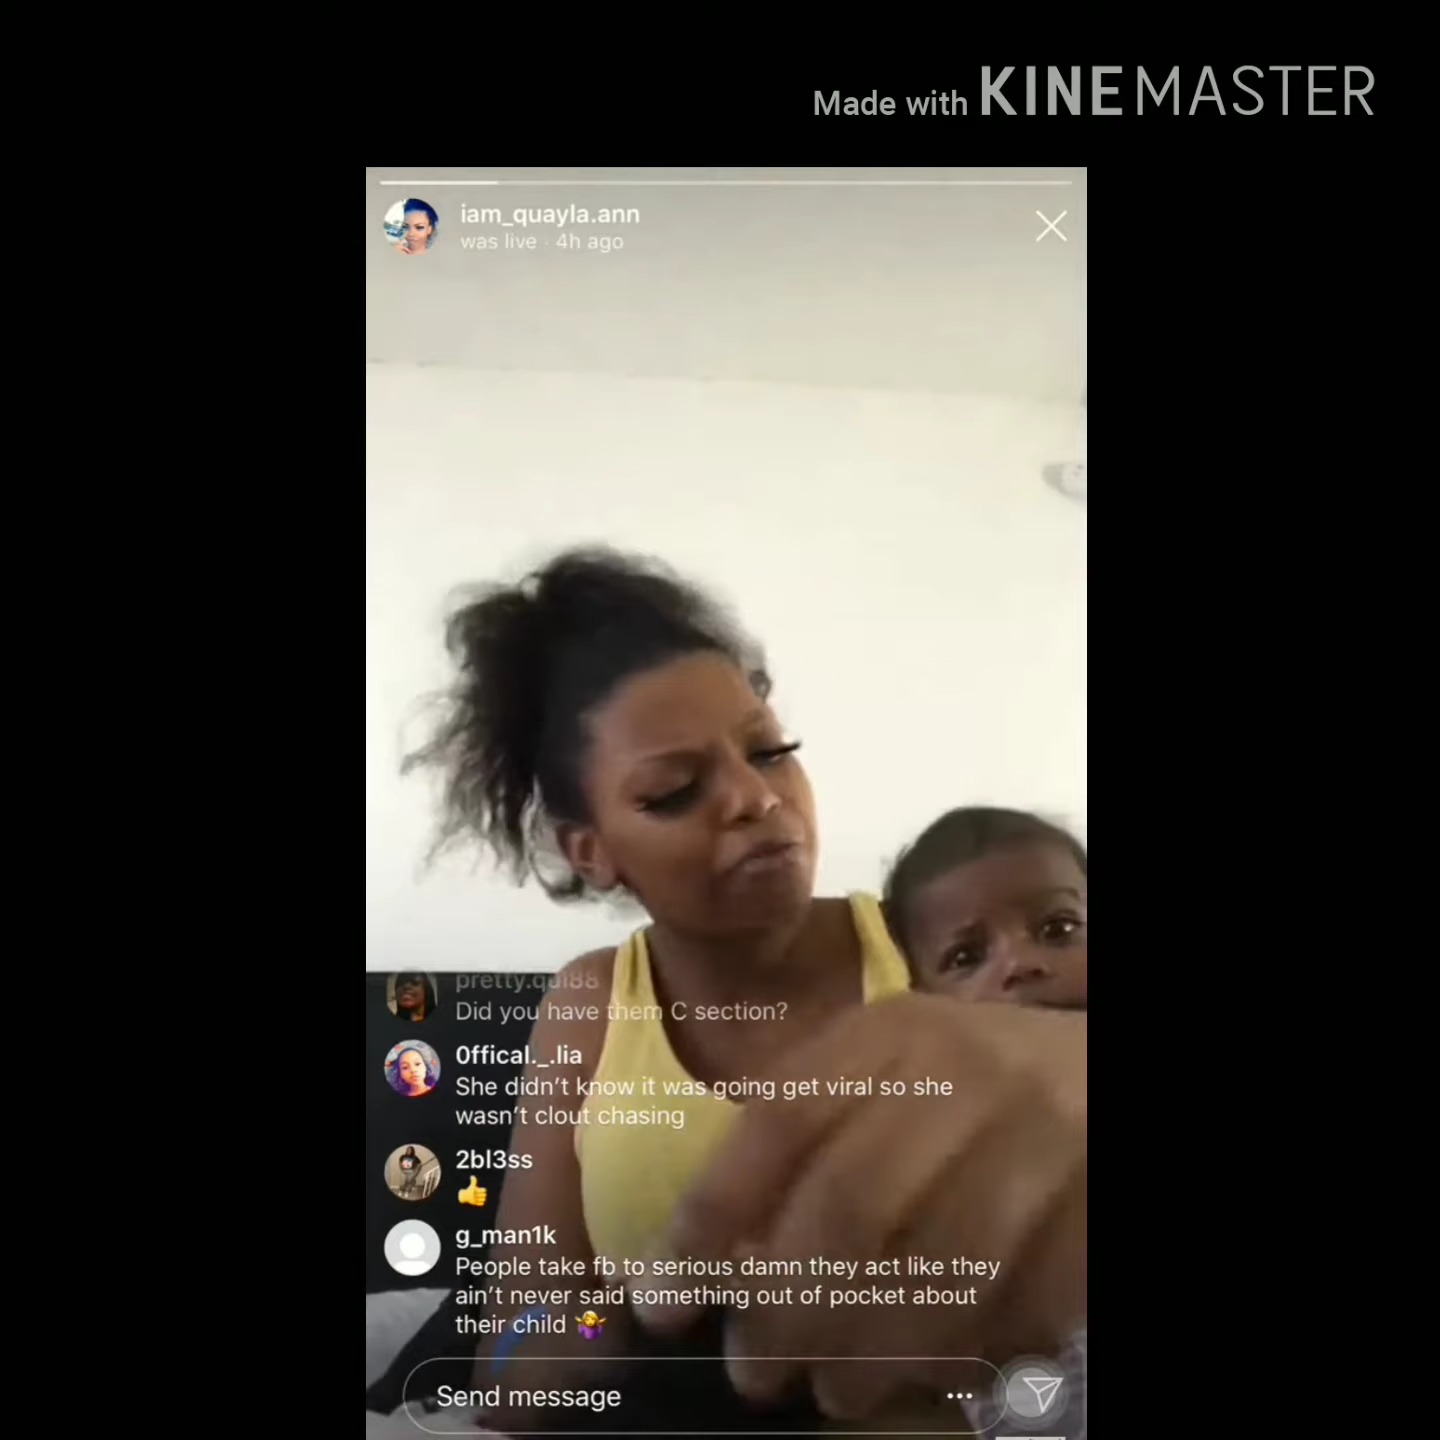 Made with KINEMASTER
iam_quayla.ann
was live · 4h ago
pretty.qui88
Did you have them C section?
0ffical._.lia
She didn't know it was going get viral so she
wasn't clout chasing
2bl3ss
👍
g_man1k
People take fb to serious damn they act like they
ain't never said something out of pocket about
their child 🤷‍♀️
Send message